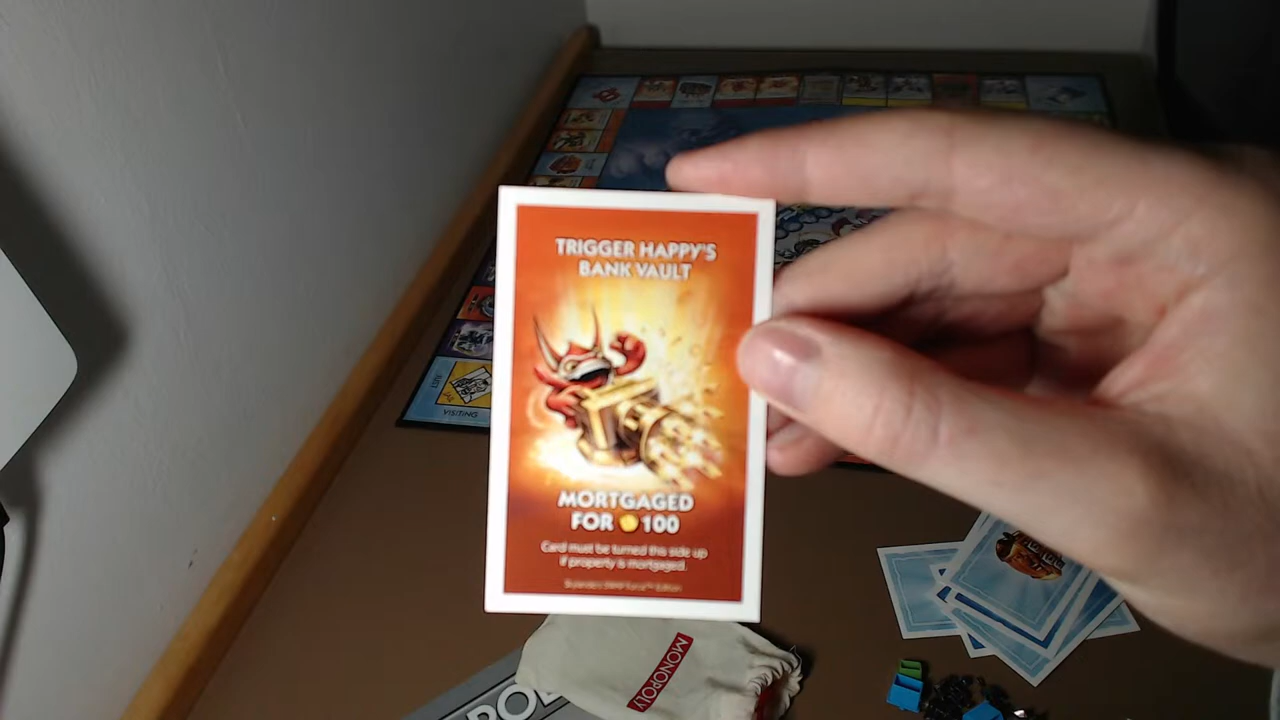 TRIGGER HAPPY'S
BANK VAULT
MORTGAGED
FOR 100
Card must be turned this side up
if property is mortgaged.
JUST
VISITING
MONOPOLY